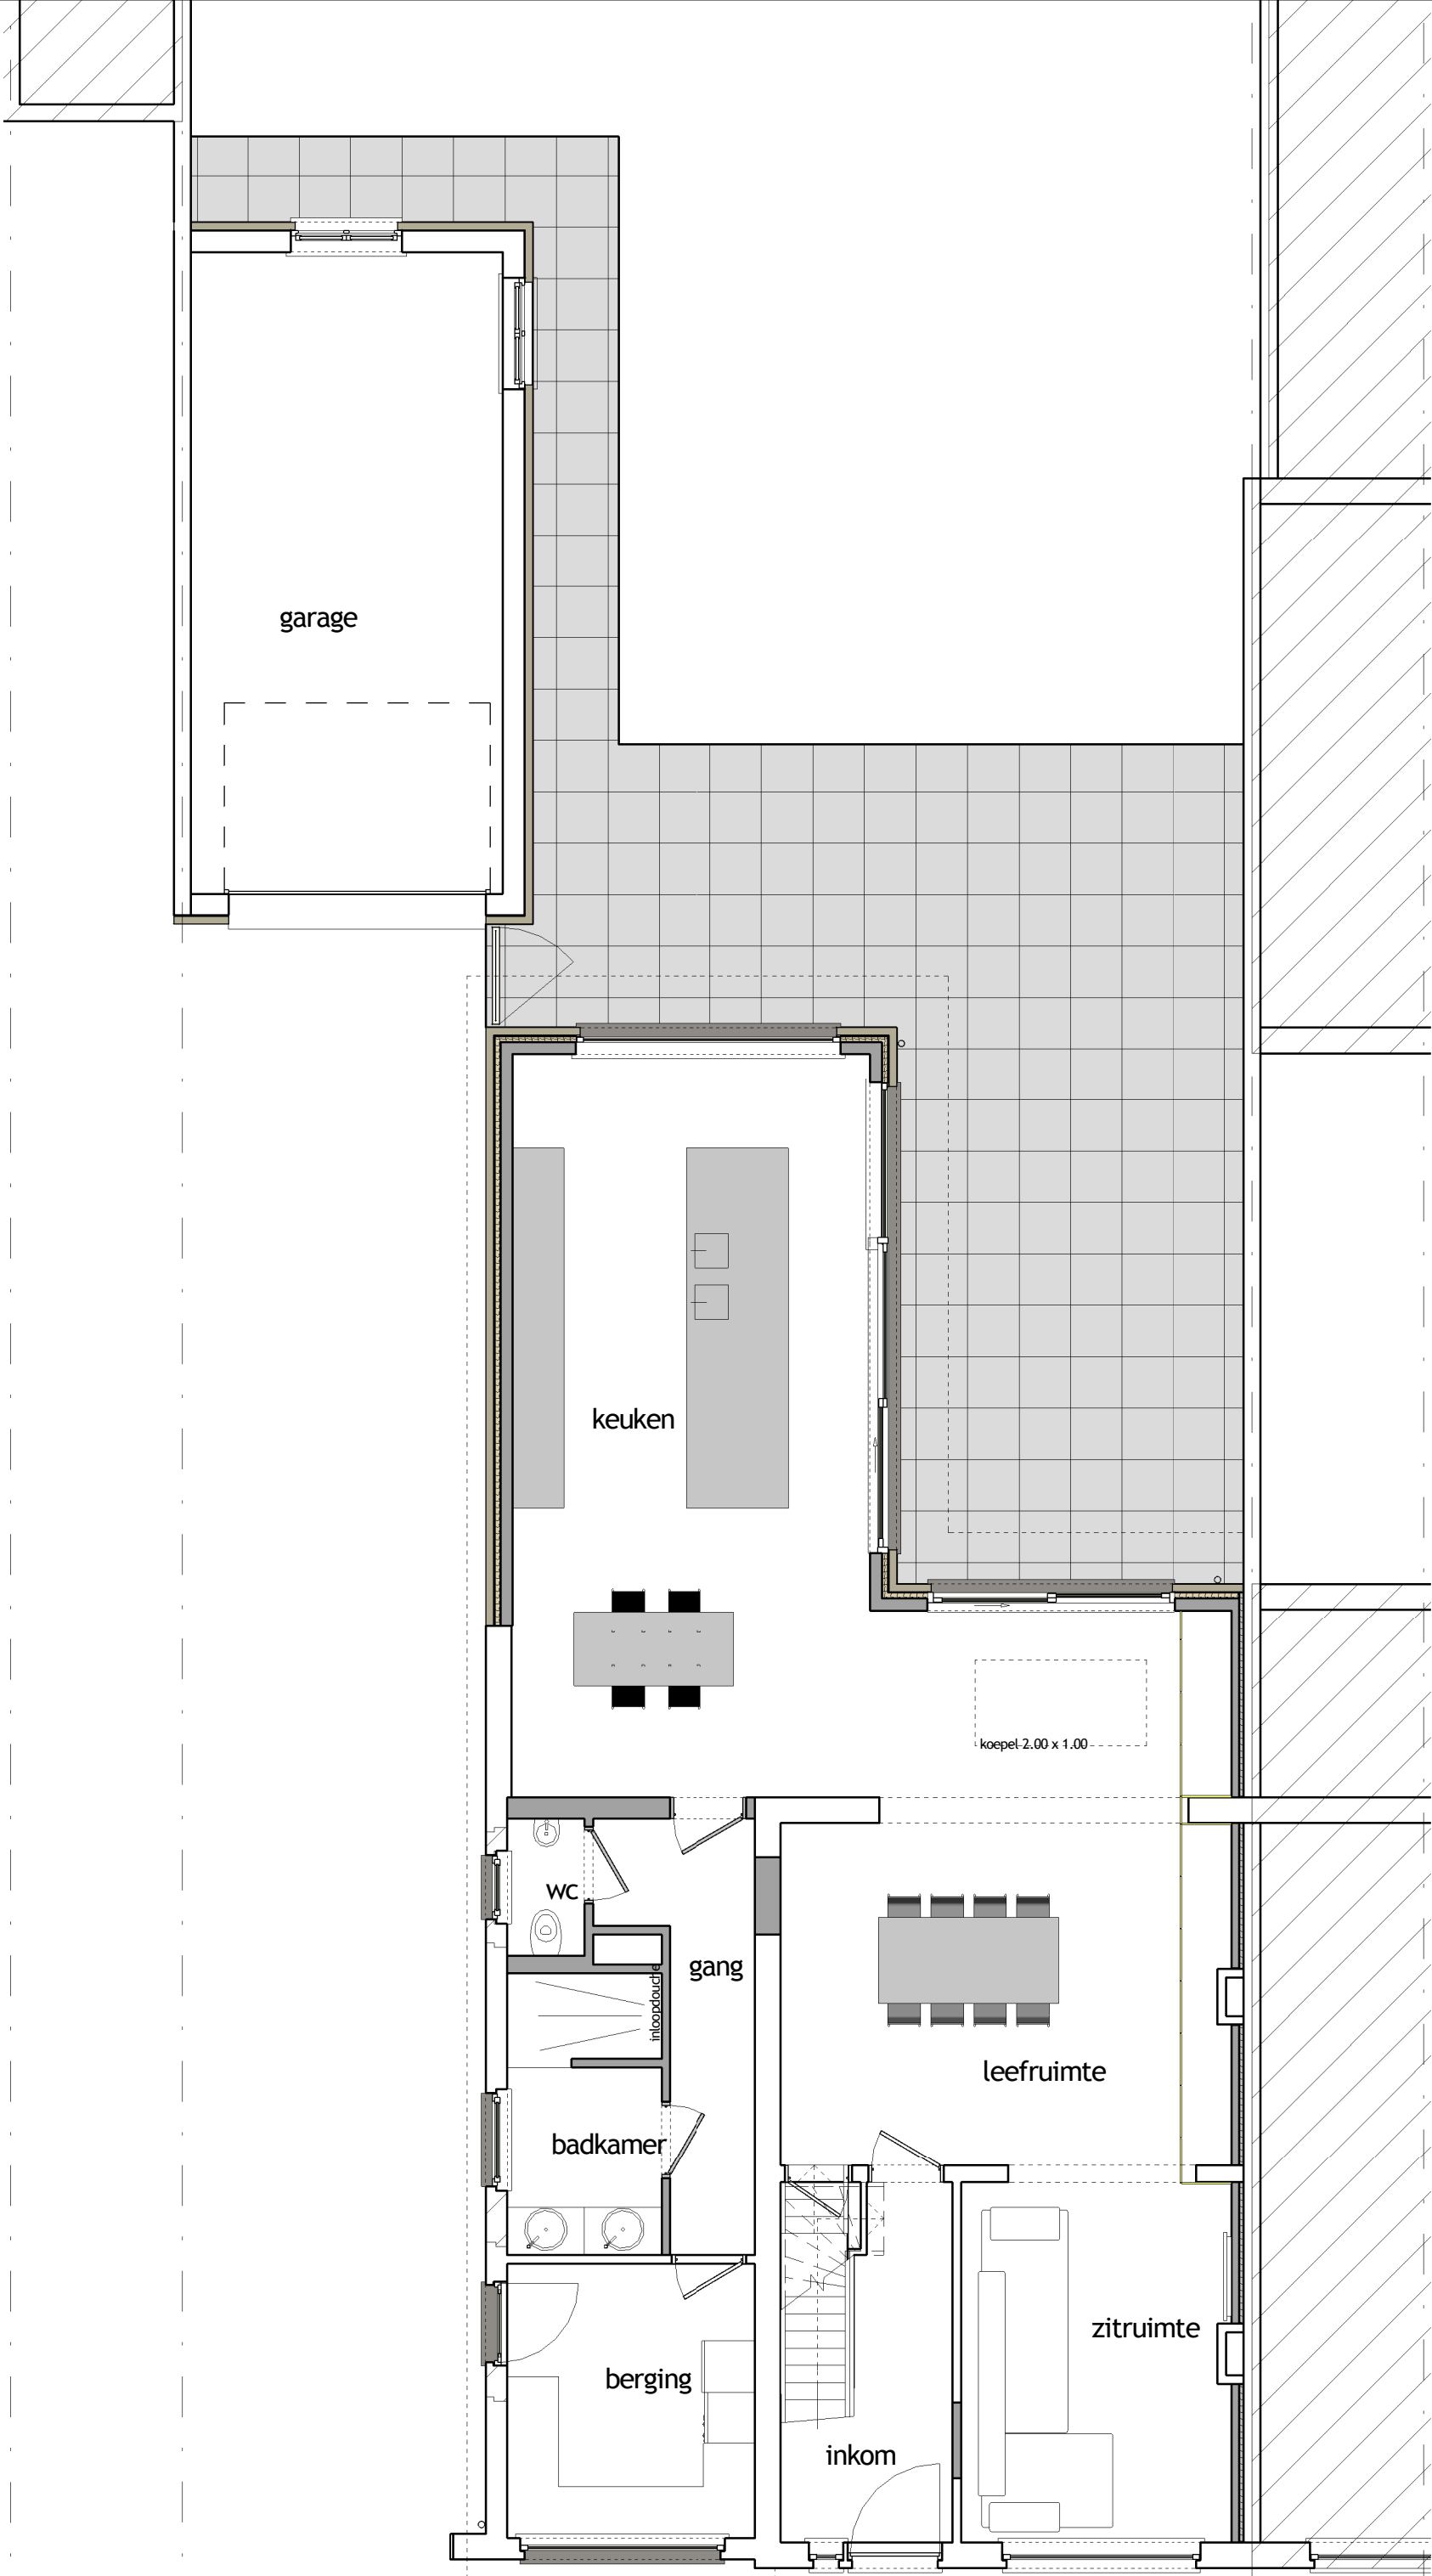 garage
keuken
koepel 2.00 x 1.00
WC
gang
inloopdouche
leefruimte
badkamer
zitruimte
berging
inkom